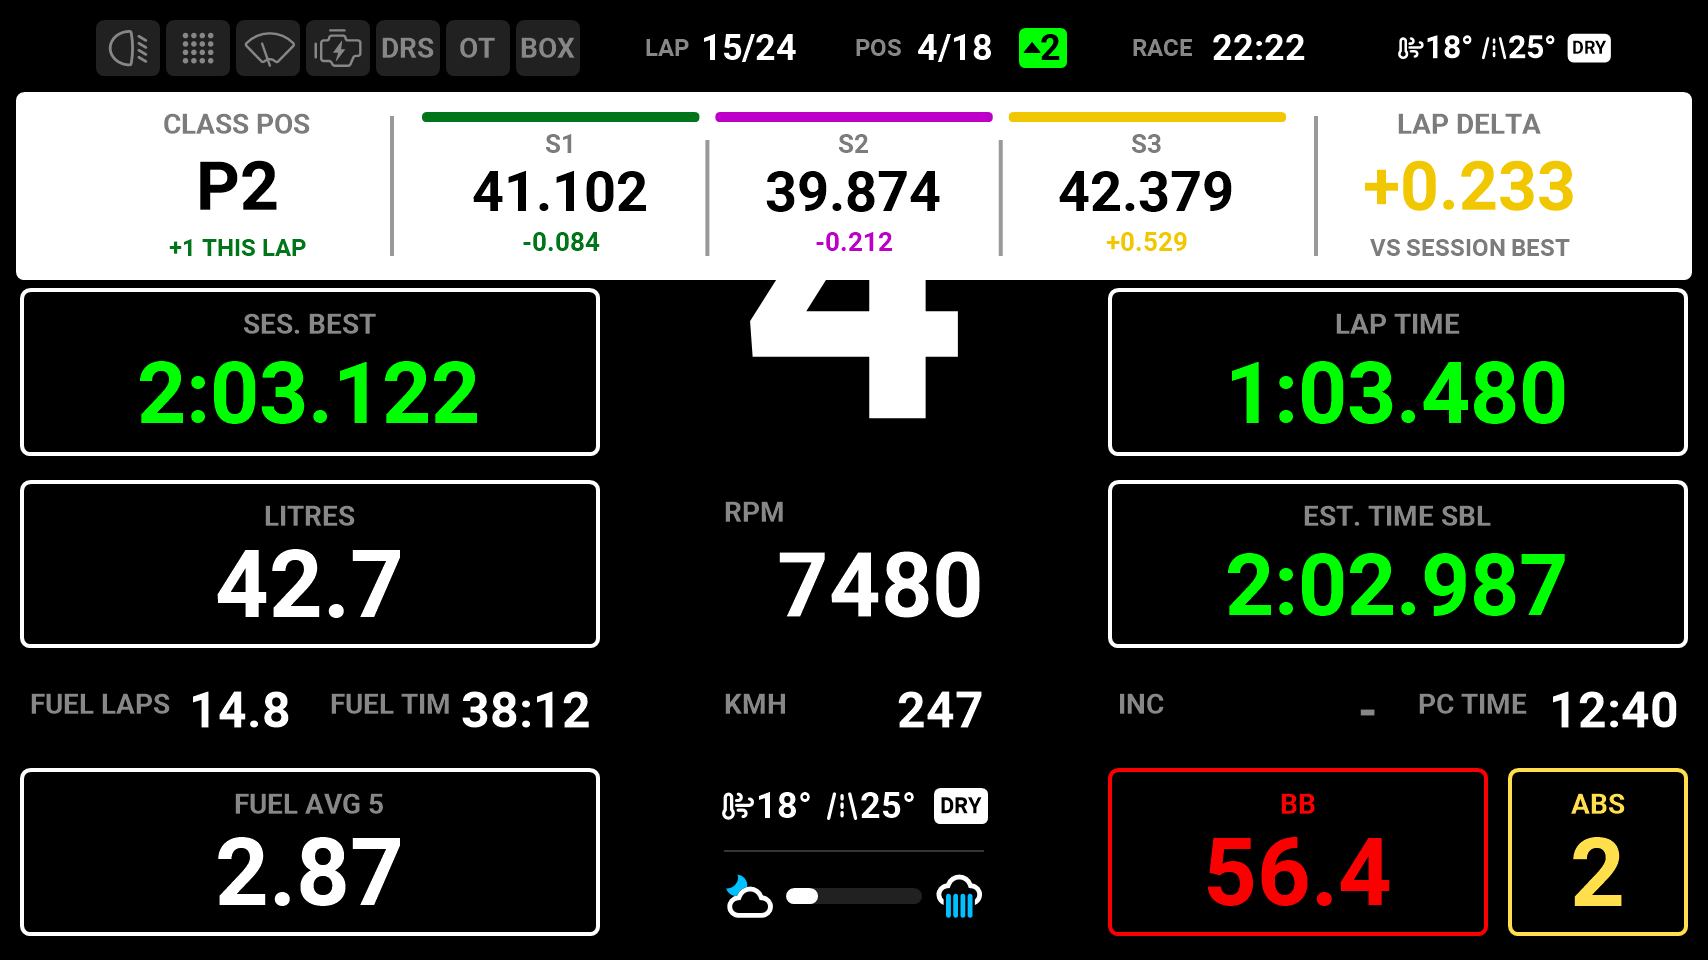 DRS OT BOX LAP 15/24 POS 4/18 2 RACE 22:22 18° 25° DRY
CLASS POS
P2
+1 THIS LAP
S1
41.102
-0.084
S2
39.874
-0.212
S3
42.379
+0.529
LAP DELTA
+0.233
VS SESSION BEST
4
SES. BEST
2:03.122
LAP TIME
1:03.480
LITRES
42.7
RPM
7480
EST. TIME SBL
2:02.987
FUEL LAPS 14.8 FUEL TIM 38:12
KMH 247
INC - PC TIME 12:40
FUEL AVG 5
2.87
18° 25° DRY
BB
56.4
ABS
2